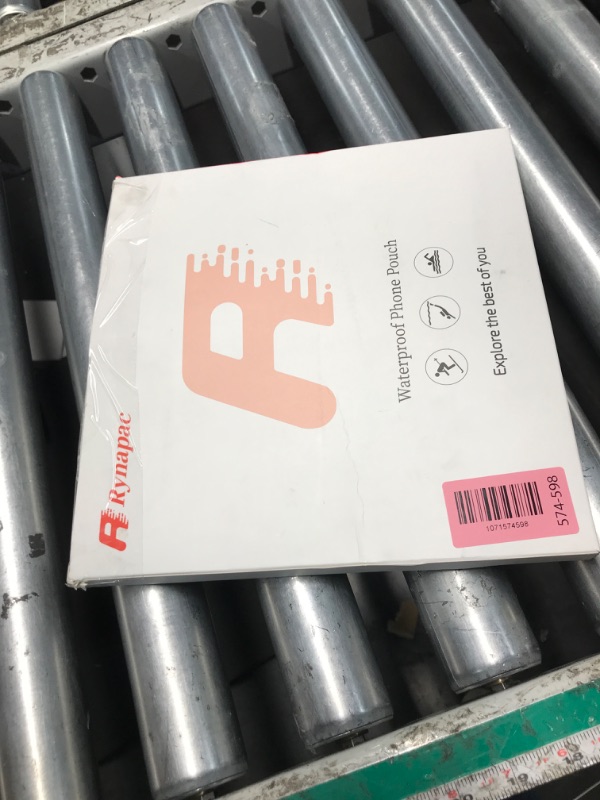 Rynapac
Waterproof Phone Pouch
Explore the best of you
1071574598
574-598